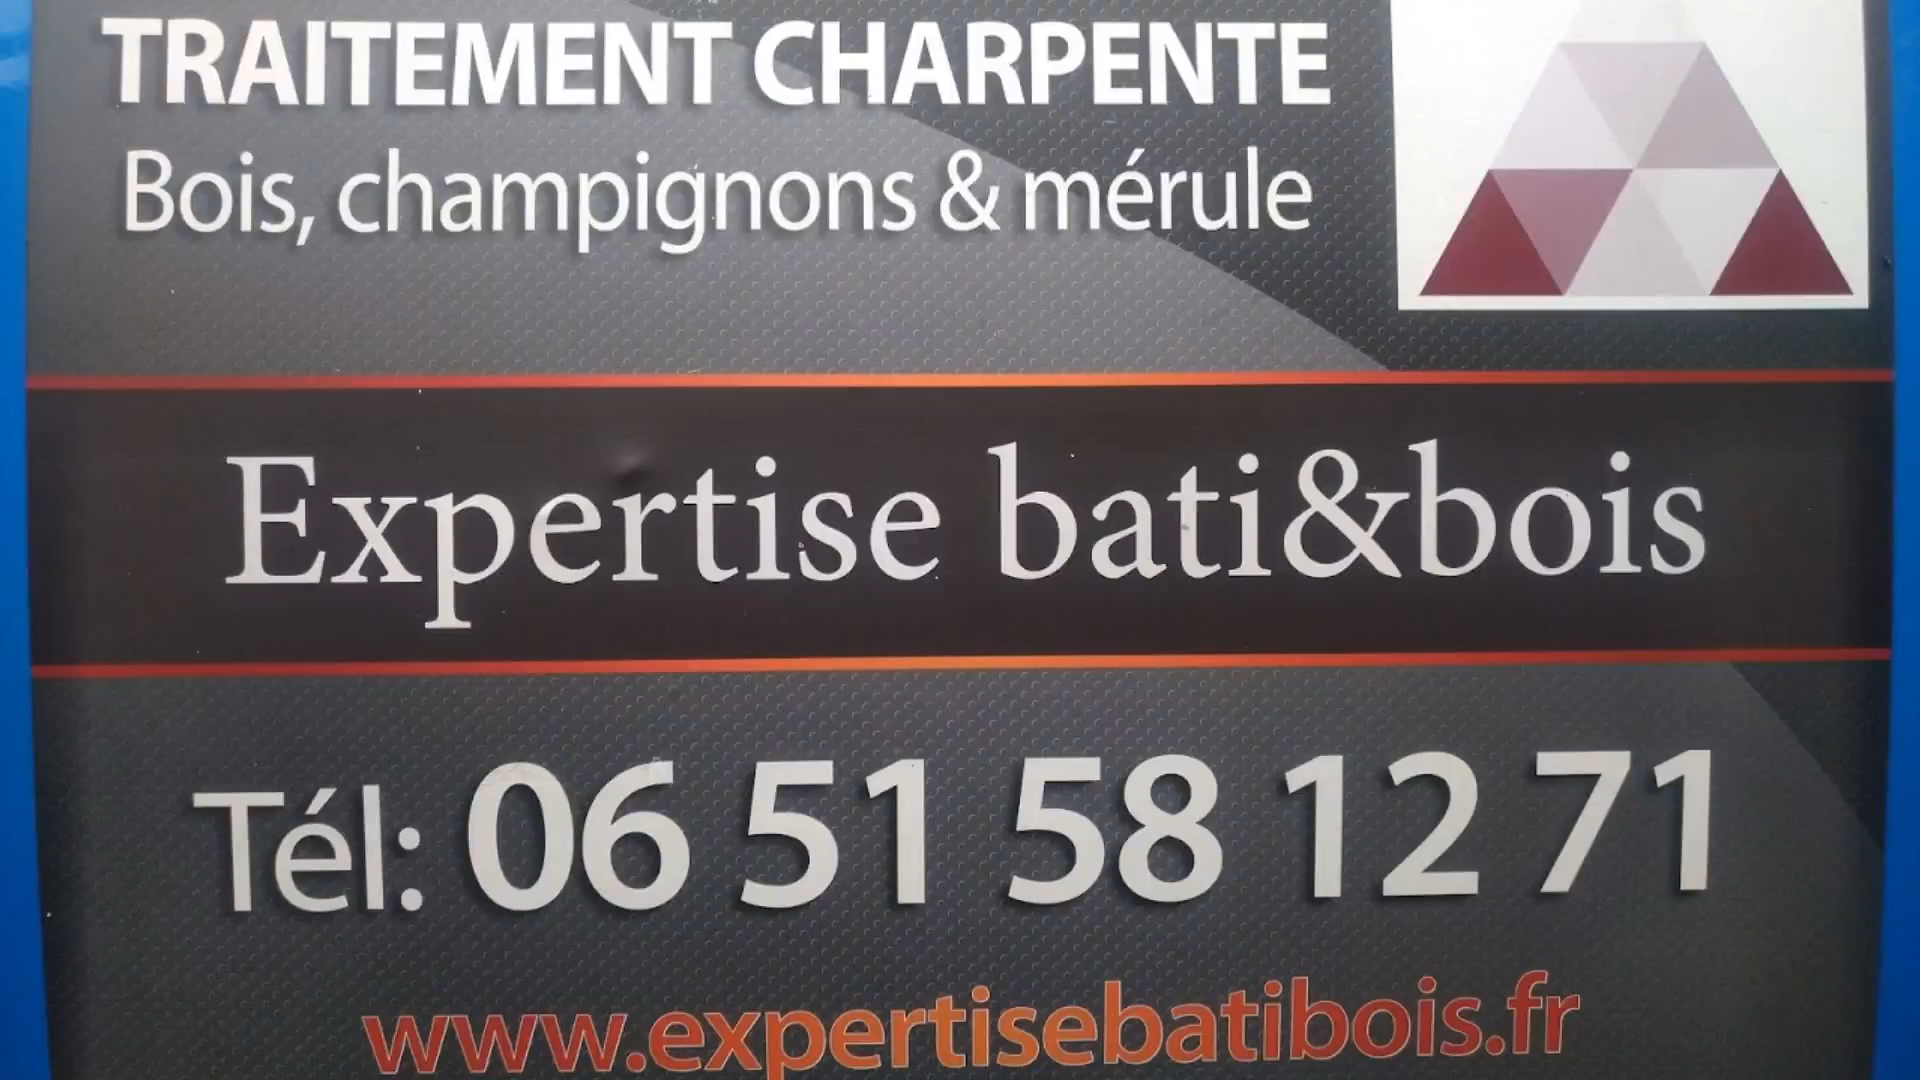 TRAITEMENT CHARPENTE
Bois, champignons & mérule
Expertise bati&bois
Tél: 06 51 58 12 71
www.expertisebatibois.fr